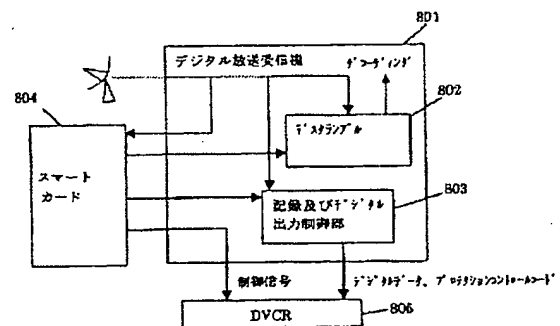 801
デジタル放送受信機
デコーディング
804
802
デスクランブル
スマート
カード
記録及びデジタル
出力制御部
803
制御信号
デジタルデータ、プロテクションコントロールコード
DVCR
806